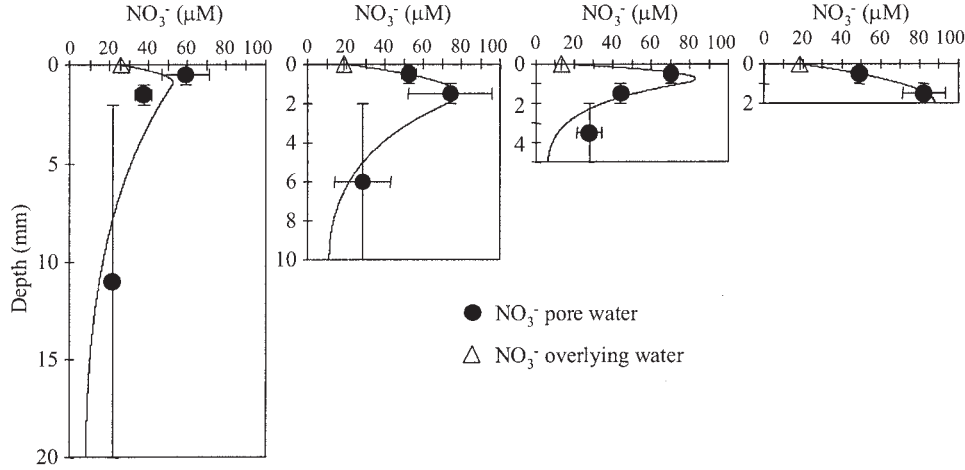 NO₃⁻ (μM) NO₃⁻ (μM) NO₃⁻ (μM) NO₃⁻ (μM)
0 20 40 60 80 100 0 20 40 60 80 100 0 20 40 60 80 100 0 20 40 60 80 100
0 0 0 0
2 2 2
5 4 4
6
8
10 10
15
20
Depth (mm)
NO₃⁻ pore water
NO₃⁻ overlying water